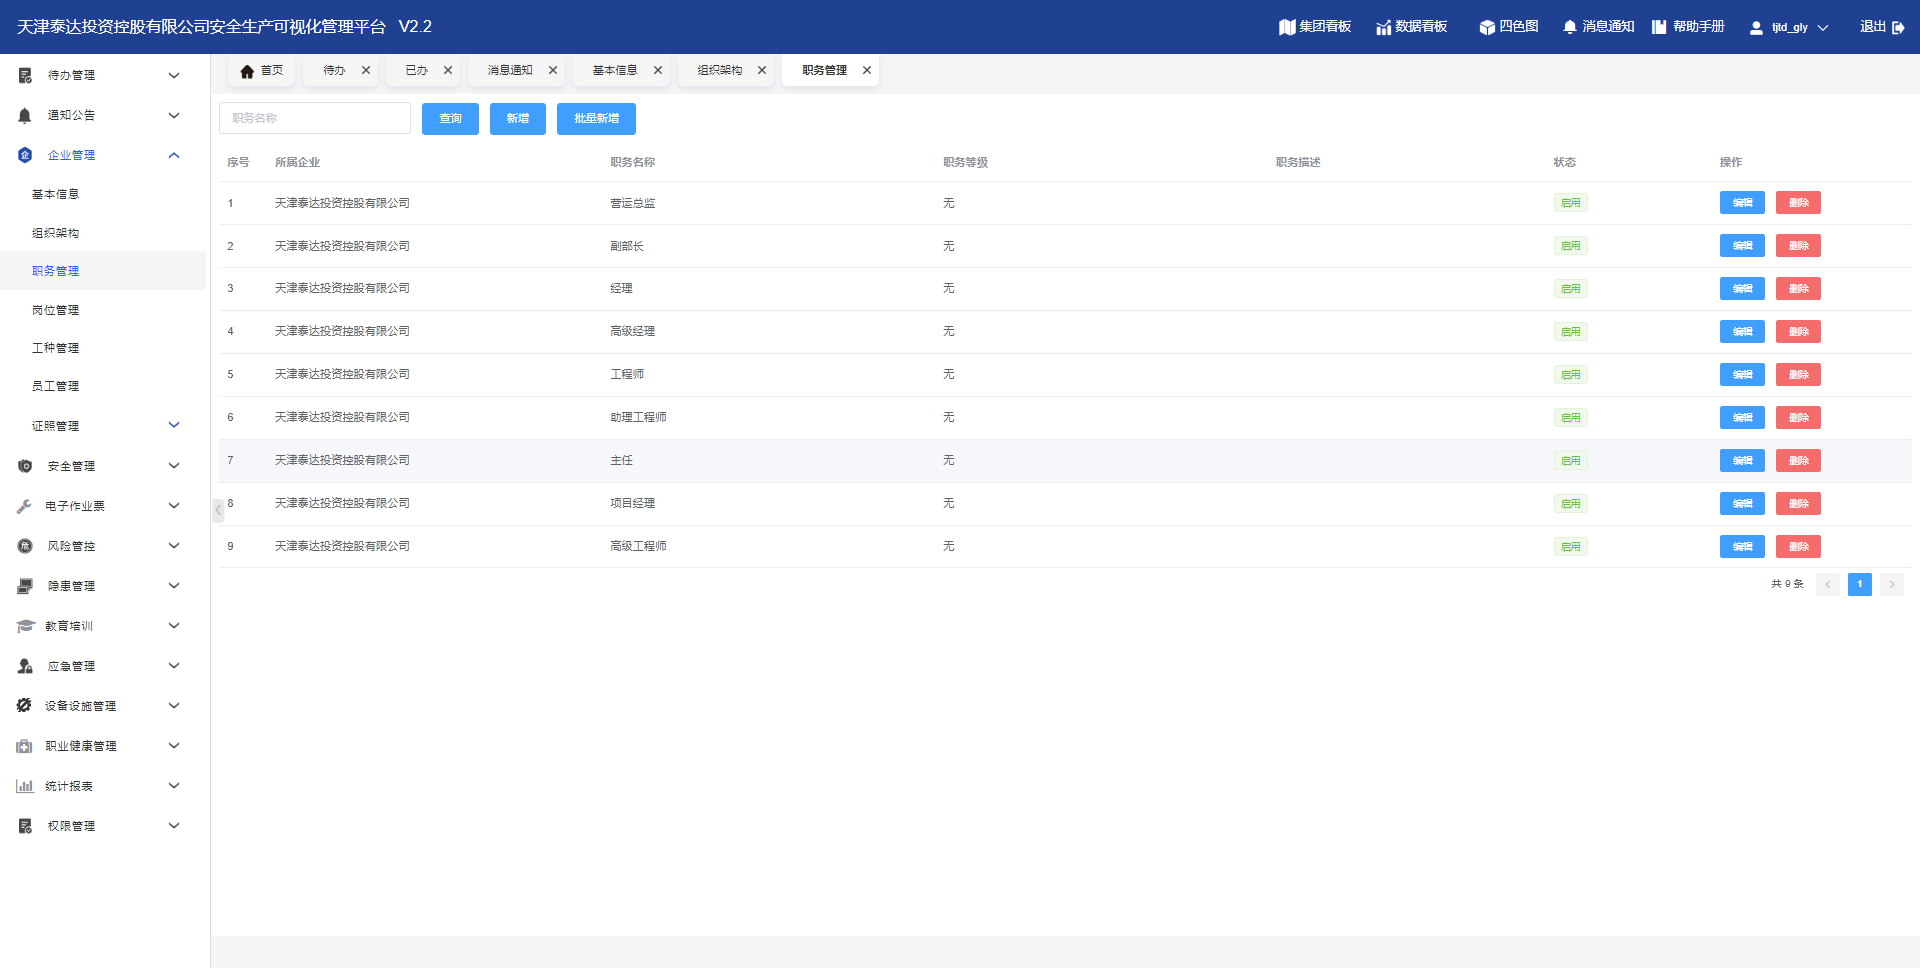 天津泰达投资控股有限公司安全生产可视化管理平台 V2.2
集团看板 数据看板 四色图 消息通知 帮助手册 tjtd_gly 退出
首页 待办 已办 消息通知 基本信息 组织架构 职务管理
待办管理
通知公告
企业管理
基本信息
组织架构
职务管理
岗位管理
工种管理
员工管理
证照管理
安全管理
电子作业票
风险管控
隐患管理
教育培训
应急管理
设备设施管理
职业健康管理
统计报表
权限管理
职务名称 查询 新增 批量新增
序号 所属企业 职务名称 职务等级 职务描述 状态 操作
1 天津泰达投资控股有限公司 营运总监 无 启用 编辑 删除
2 天津泰达投资控股有限公司 副部长 无 启用 编辑 删除
3 天津泰达投资控股有限公司 经理 无 启用 编辑 删除
4 天津泰达投资控股有限公司 高级经理 无 启用 编辑 删除
5 天津泰达投资控股有限公司 工程师 无 启用 编辑 删除
6 天津泰达投资控股有限公司 助理工程师 无 启用 编辑 删除
7 天津泰达投资控股有限公司 主任 无 启用 编辑 删除
8 天津泰达投资控股有限公司 项目经理 无 启用 编辑 删除
9 天津泰达投资控股有限公司 高级工程师 无 启用 编辑 删除
共 9 条 1